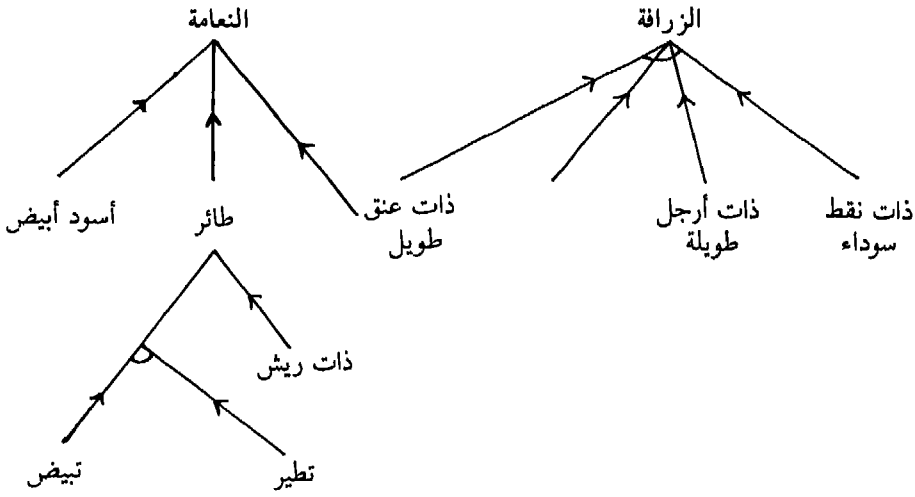 الزرافة
النعامة
ذات نقط
سوداء
ذات أرجل
طويلة
ذات عنق
طويل
طائر
أسود أبيض
ذات ريش
تطير
تبيض